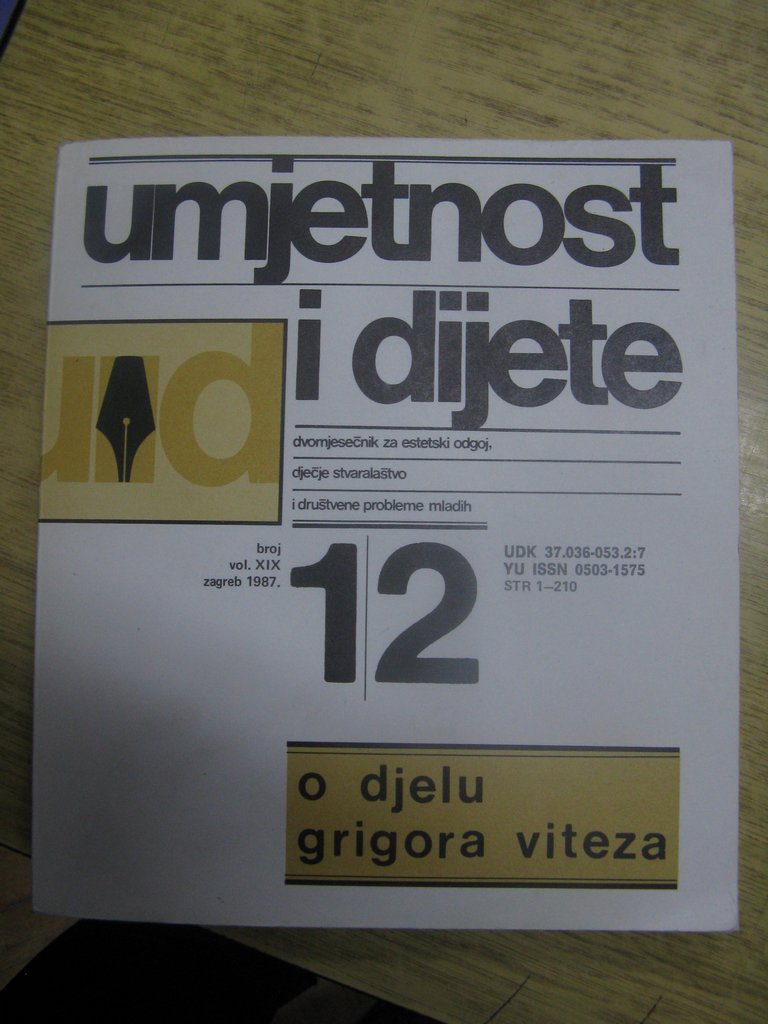 umjetnost
i dijete
dvomjesečnik za estetski odgoj,
dječje stvaralaštvo
i društvene probleme mladih
broj
vol. XIX
zagreb 1987.
1|2
UDK 37.036-053.2:7
YU ISSN 0503-1575
STR 1—210
o djelu
grigora viteza